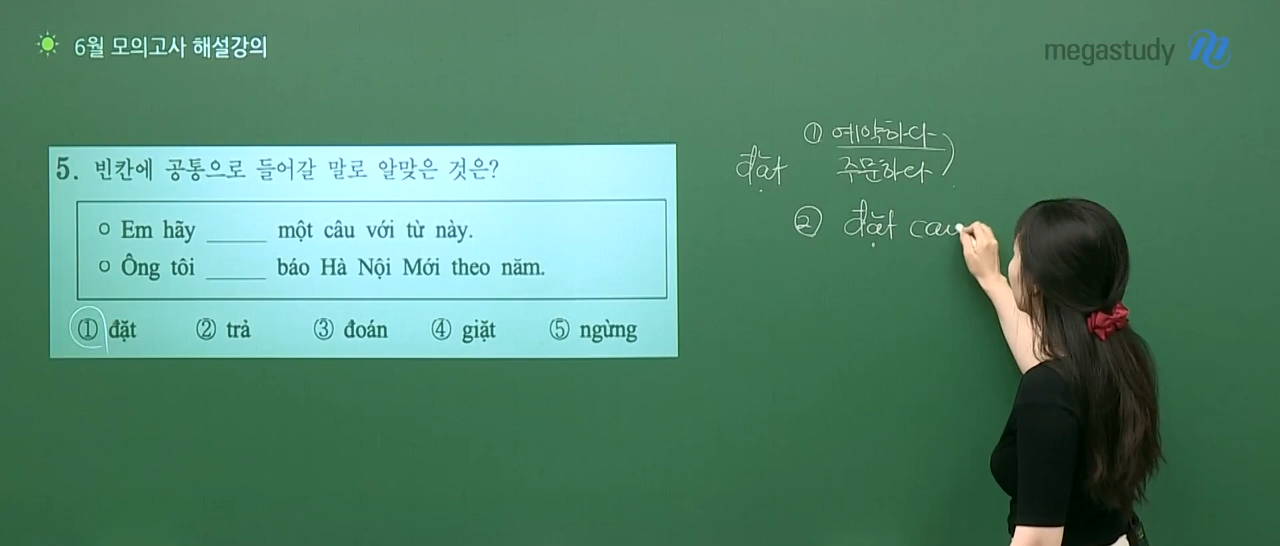 6월 모의고사 해설강의
megastudy
5. 빈칸에 공통으로 들어갈 말로 알맞은 것은?
○ Em hãy ______ một câu với từ này.
○ Ông tôi ______ báo Hà Nội Mới theo năm.
① đặt ② trả ③ đoán ④ giặt ⑤ ngừng
đặt
① 예약하다
주문하다
② đặt cau